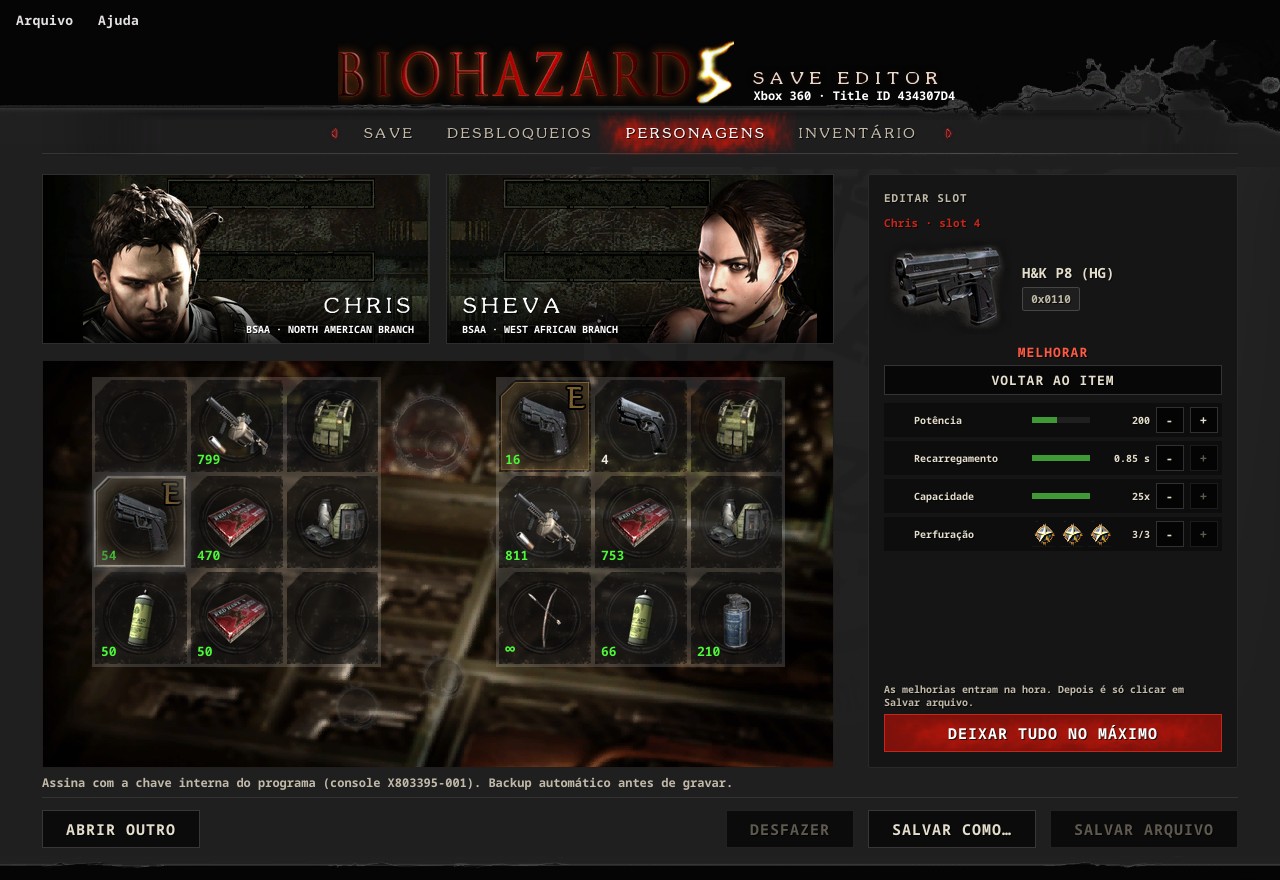 Arquivo Ajuda
BIOHAZARD 5
SAVE EDITOR
Xbox 360 · Title ID 434307D4
SAVE DESBLOQUEIOS PERSONAGENS INVENTÁRIO
CHRIS
BSAA · NORTH AMERICAN BRANCH
SHEVA
BSAA · WEST AFRICAN BRANCH
799
E
54
470
50
50
E
16
4
811
753
∞
66
210
EDITAR SLOT
Chris · slot 4
H&K P8 (HG)
0x0110
MELHORAR
VOLTAR AO ITEM
Potência 200 - +
Recarregamento 0.85 s - +
Capacidade 25x - +
Perfuração 3/3 - +
As melhorias entram na hora. Depois é só clicar em
Salvar arquivo.
DEIXAR TUDO NO MÁXIMO
Assina com a chave interna do programa (console X803395-001). Backup automático antes de gravar.
ABRIR OUTRO DESFAZER SALVAR COMO… SALVAR ARQUIVO